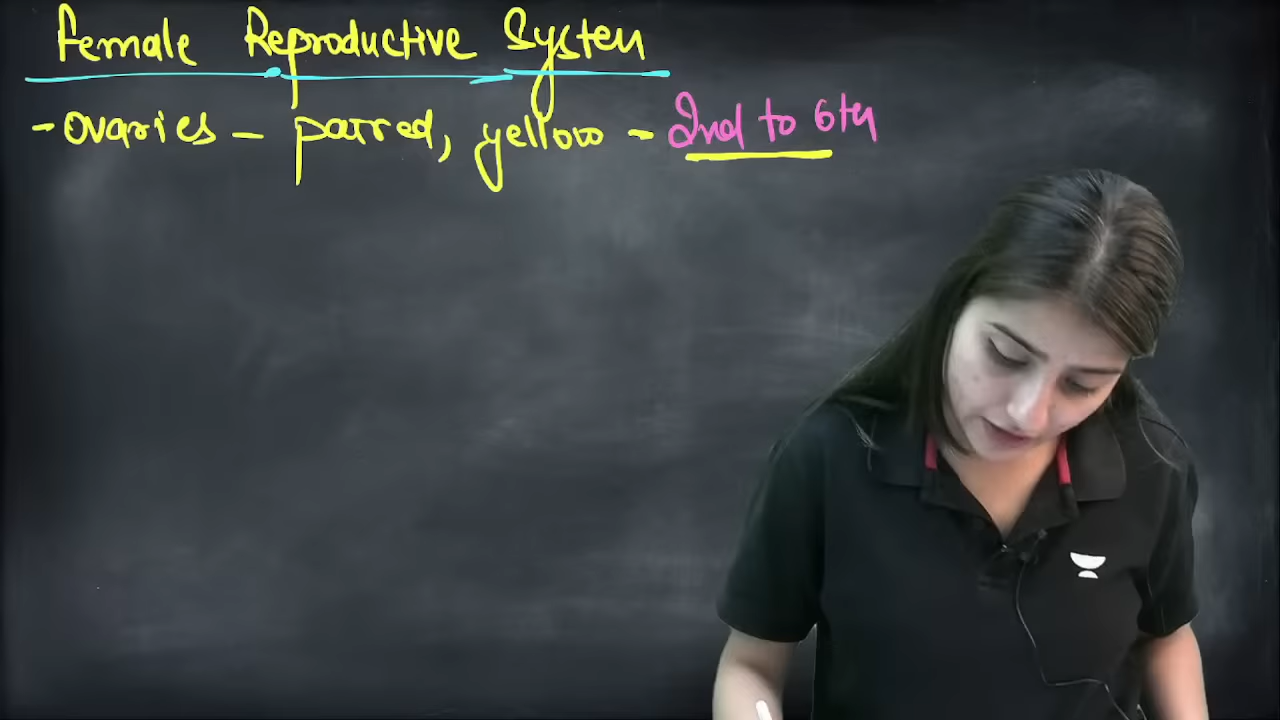 Female Reproductive System
- ovaries - paired, yellow - 2nd to 6th